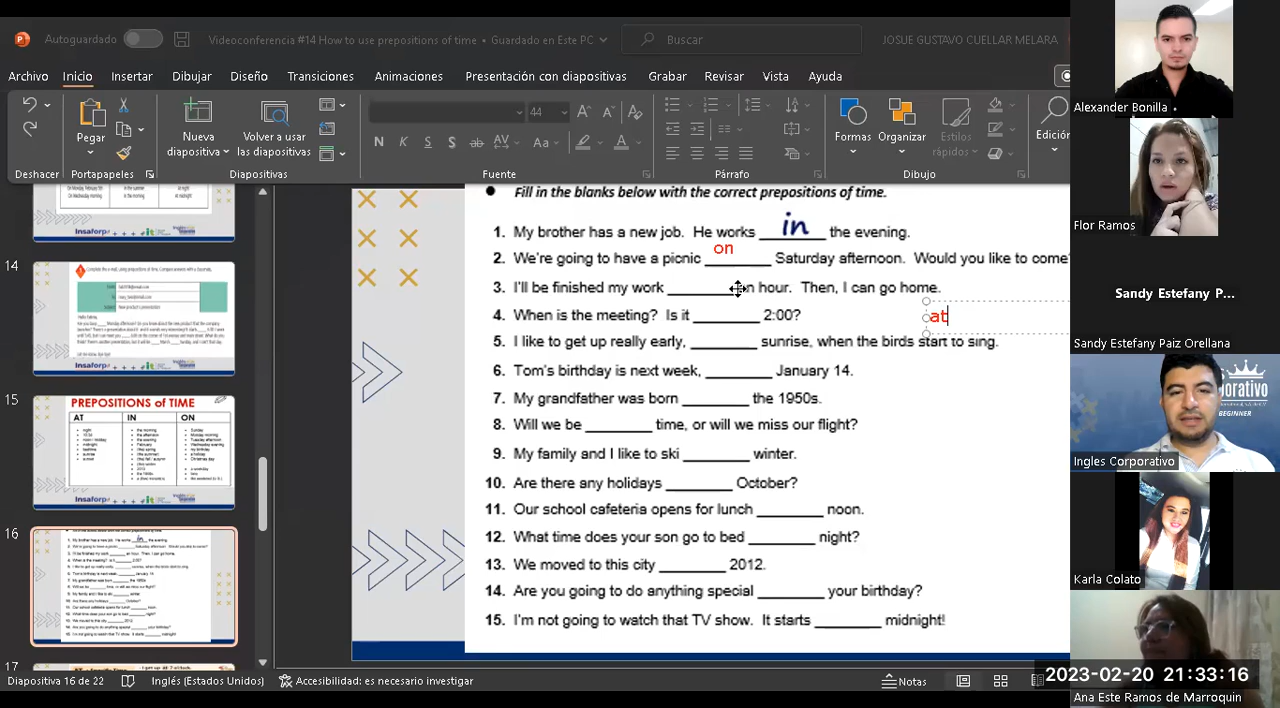 Autoguardado
Videoconferencia #14 How to use prepositions of time • Guardado en Este PC
Buscar
JOSUE GUSTAVO CUELLAR MELARA
Archivo Inicio Insertar Dibujar Diseño Transiciones Animaciones Presentación con diapositivas Grabar Revisar Vista Ayuda
Pegar
Nueva diapositiva
Volver a usar las diapositivas
44
N K S S ab AV Aa A
Formas
Organizar
Estilos rápidos
Edición
Deshacer Portapapeles Diapositivas Fuente Párrafo Dibujo
14
15
PREPOSITIONS of TIME
AT IN ON
16
17
Fill in the blanks below with the correct prepositions of time.
1. My brother has a new job. He works in the evening.
on
2. We're going to have a picnic ________ Saturday afternoon. Would you like to come?
3. I'll be finished my work ________ n hour. Then, I can go home.
4. When is the meeting? Is it ________ 2:00?
at
5. I like to get up really early, ________ sunrise, when the birds start to sing.
6. Tom's birthday is next week, ________ January 14.
7. My grandfather was born ________ the 1950s.
8. Will we be ________ time, or will we miss our flight?
9. My family and I like to ski ________ winter.
10. Are there any holidays ________ October?
11. Our school cafeteria opens for lunch ________ noon.
12. What time does your son go to bed ________ night?
13. We moved to this city ________ 2012.
14. Are you going to do anything special ________ your birthday?
15. I'm not going to watch that TV show. It starts ________ midnight!
Diapositiva 16 de 22
Inglés (Estados Unidos)
Accesibilidad: es necesario investigar
Notas
Alexander Bonilla
Flor Ramos
Sandy Estefany P...
Sandy Estefany Paiz Orellana
BEGINNER
Ingles Corporativo
Karla Colato
2023-02-20 21:33:16
Ana Este Ramos de Marroquin